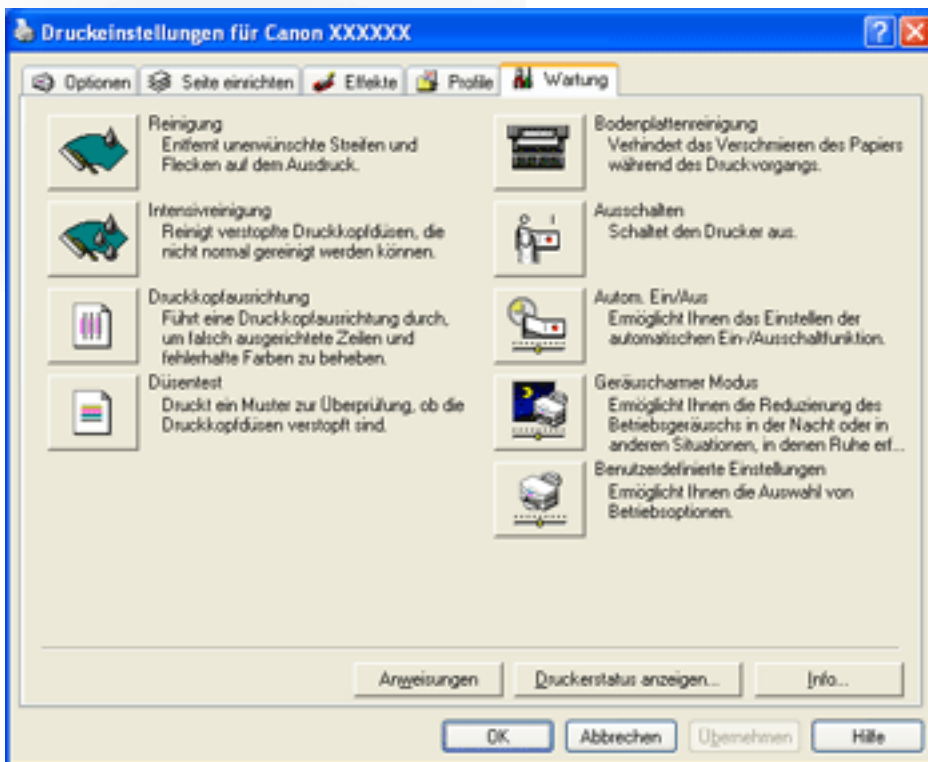 Druckeinstellungen für Canon XXXXXX
Optionen
Seite einrichten
Effekte
Profile
Wartung
Reinigung
Entfernt unerwünschte Streifen und
Flecken auf dem Ausdruck.
Intensivreinigung
Reinigt verstopfte Druckkopfdüsen, die
nicht normal gereinigt werden können.
Druckkopfausrichtung
Führt eine Druckkopfausrichtung durch,
um falsch ausgerichtete Zeilen und
fehlerhafte Farben zu beheben.
Düsentest
Druckt ein Muster zur Überprüfung, ob die
Druckkopfdüsen verstopft sind.
Bodenplattenreinigung
Verhindert das Verschmieren des Papiers
während des Druckvorgangs.
Ausschalten
Schaltet den Drucker aus.
Autom. Ein/Aus
Ermöglicht Ihnen das Einstellen der
automatischen Ein-/Ausschaltfunktion.
Geräuscharmer Modus
Ermöglicht Ihnen die Reduzierung des
Betriebsgeräuschs in der Nacht oder in
anderen Situationen, in denen Ruhe erf...
Benutzerdefinierte Einstellungen
Ermöglicht Ihnen die Auswahl von
Betriebsoptionen.
Anweisungen
Druckerstatus anzeigen...
Info...
OK
Abbrechen
Übernehmen
Hilfe